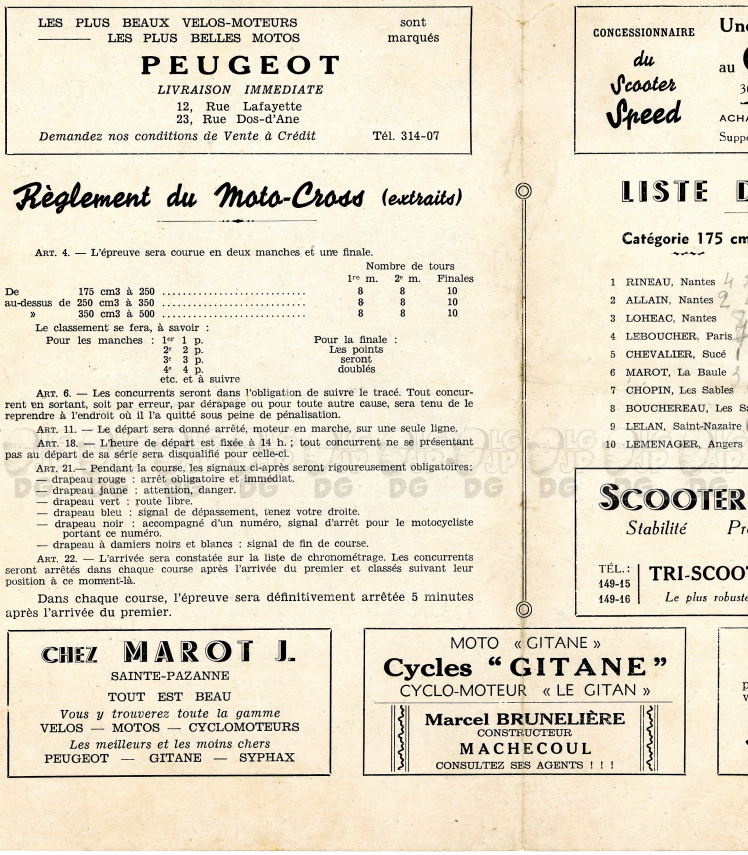 LES PLUS BEAUX VELOS-MOTEURS sont
LES PLUS BELLES MOTOS marqués
PEUGEOT
LIVRAISON IMMEDIATE
12, Rue Lafayette
23, Rue Dos-d'Ane
Demandez nos conditions de Vente à Crédit Tél. 314-07
Règlement du Moto-Cross (extraits)
ART. 4. — L'épreuve sera courue en deux manches et une finale.
Nombre de tours
1re m. 2e m. Finales
De 175 cm3 à 250 .............................. 8 8 10
au-dessus de 250 cm3 à 350 .............................. 8 8 10
» 350 cm3 à 500 .............................. 8 8 10
Le classement se fera, à savoir :
Pour les manches : 1er 1 p. Pour la finale :
2e 2 p. Les points
3e 3 p. seront
4e 4 p. doublés
etc. et à suivre
ART. 6. — Les concurrents seront dans l'obligation de suivre le tracé. Tout concur-
rent en sortant, soit par erreur, par dérapage ou pour toute autre cause, sera tenu de le
reprendre à l'endroit où il l'a quitté sous peine de pénalisation.
ART. 11. — Le départ sera donné arrêté, moteur en marche, sur une seule ligne.
ART. 18. — L'heure de départ est fixée à 14 h. ; tout concurrent ne se présentant
pas au départ de sa série sera disqualifié pour celle-ci.
ART. 21.— Pendant la course, les signaux ci-après seront rigoureusement obligatoires:
— drapeau rouge : arrêt obligatoire et immédiat.
— drapeau jaune : attention, danger.
— drapeau vert : route libre.
— drapeau bleu : signal de dépassement, tenez votre droite.
— drapeau noir : accompagné d'un numéro, signal d'arrêt pour le motocycliste
portant ce numéro.
— drapeau à damiers noirs et blancs : signal de fin de course.
ART. 22. — L'arrivée sera constatée sur la liste de chronométrage. Les concurrents
seront arrêtés dans chaque course après l'arrivée du premier et classés suivant leur
position à ce moment-là.
Dans chaque course, l'épreuve sera définitivement arrêtée 5 minutes
après l'arrivée du premier.
CHEZ MAROT J.
SAINTE-PAZANNE
TOUT EST BEAU
Vous y trouverez toute la gamme
VELOS — MOTOS — CYCLOMOTEURS
Les meilleurs et les moins chers
PEUGEOT — GITANE — SYPHAX
MOTO « GITANE »
Cycles "GITANE"
CYCLO-MOTEUR « LE GITAN »
Marcel BRUNELIÈRE
CONSTRUCTEUR
MACHECOUL
CONSULTEZ SES AGENTS ! ! !
CONCESSIONNAIRE
du
Scooter
Speed
au
LISTE
Catégorie 175 cm
1 RINEAU, Nantes 4
2 ALLAIN, Nantes 2
3 LOHEAC, Nantes
4 LEBOUCHER, Paris
5 CHEVALIER, Sucé
6 MAROT, La Baule 3
7 CHOPIN, Les Sables
8 BOUCHEREAU, Les
9 LELAN, Saint-Nazaire
10 LEMENAGER, Angers
SCOOTER
Stabilité
TÉL.:
149-15
149-16
TRI-SCOOT
Le plus robuste
LG JP DG